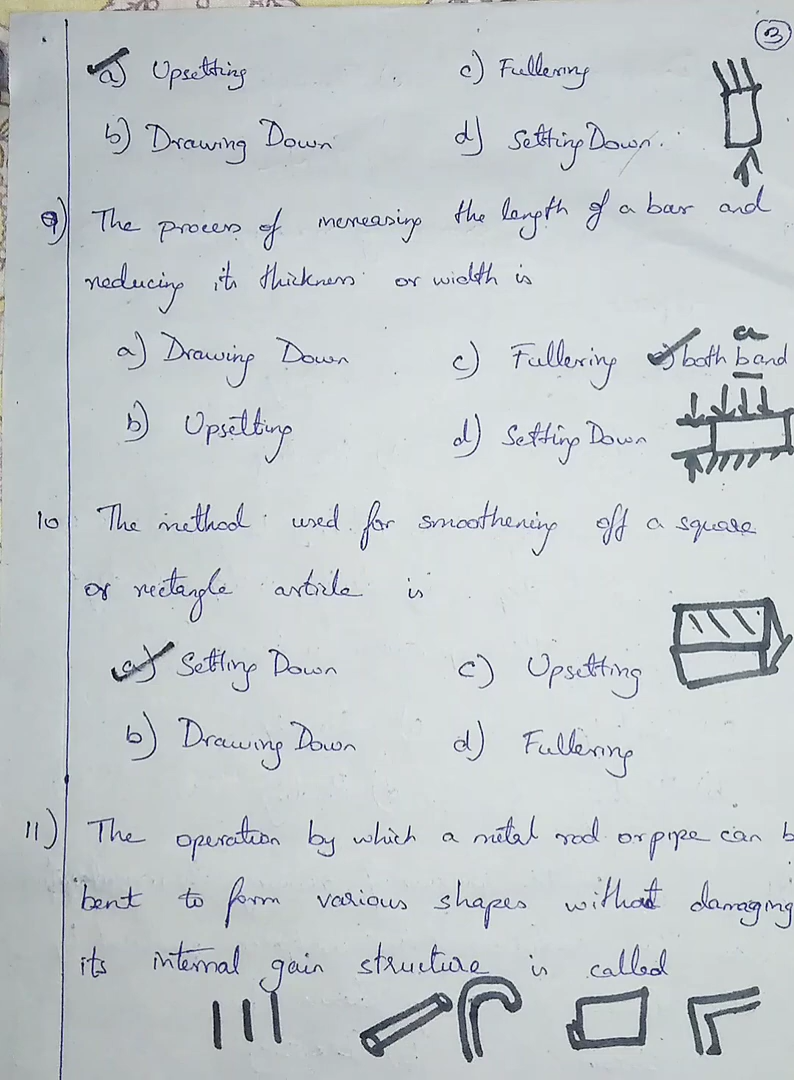 3
a) Upsetting c) Fullering
b) Drawing Down d) Setting Down.
9) The process of increasing the length of a bar and
reducing its thickness or width is
a) Drawing Down c) Fullering e) both b and
a
b) Upsetting d) Setting Down
10 The method used for smoothening off a square
or rectangle article is
a) Setting Down c) Upsetting
b) Drawing Down d) Fullering
11) The operation by which a metal rod or pipe can b
bent to form various shapes without damaging
its internal gain structure is called